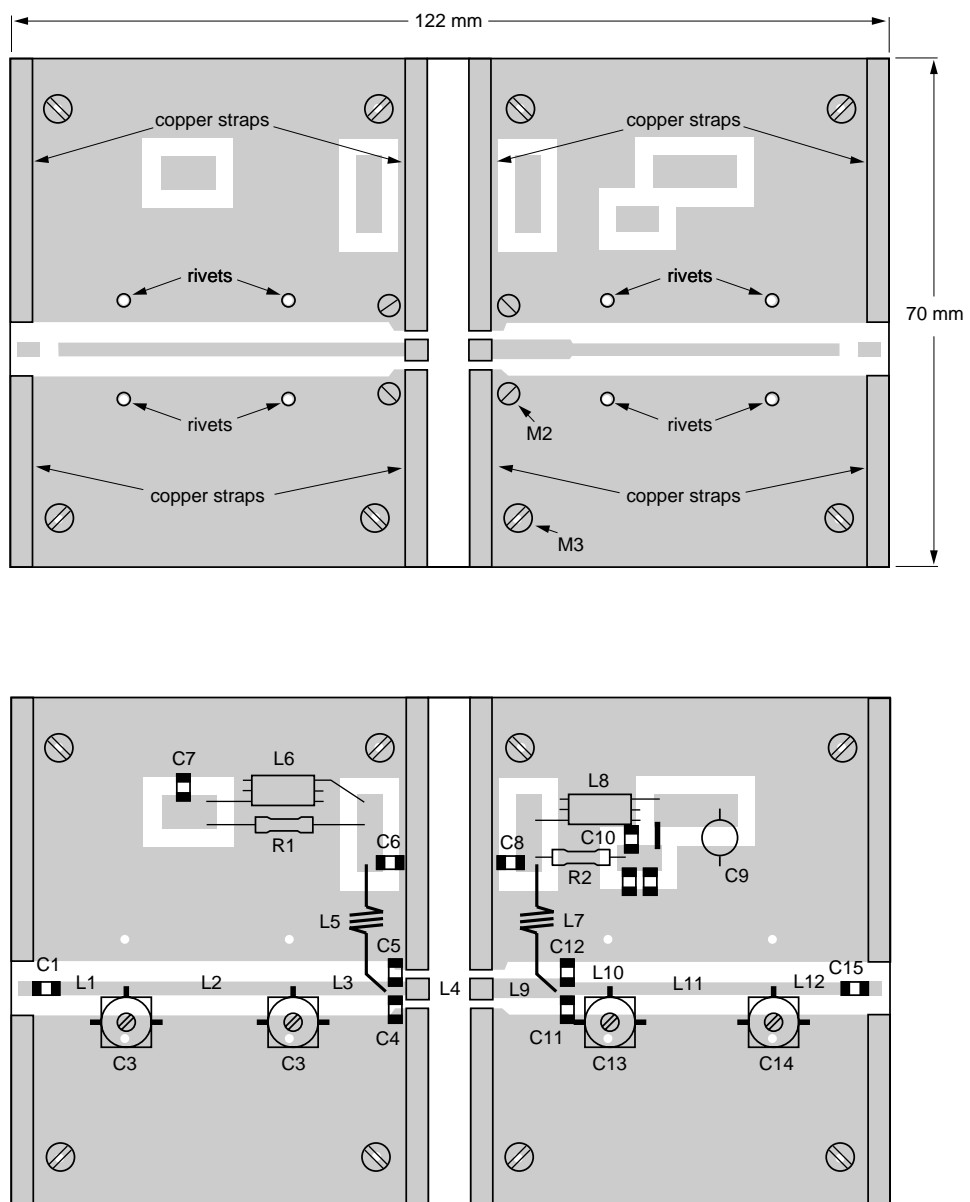 122 mm
copper straps
copper straps
rivets
rivets
70 mm
rivets
rivets
M2
copper straps
copper straps
M3
C7
L6
L8
R1
C6
C8
C10
R2
C9
L5
L7
C5
C12
C1
L1
L2
L3
L4
L9
L10
L11
L12
C15
C4
C11
C3
C3
C13
C14